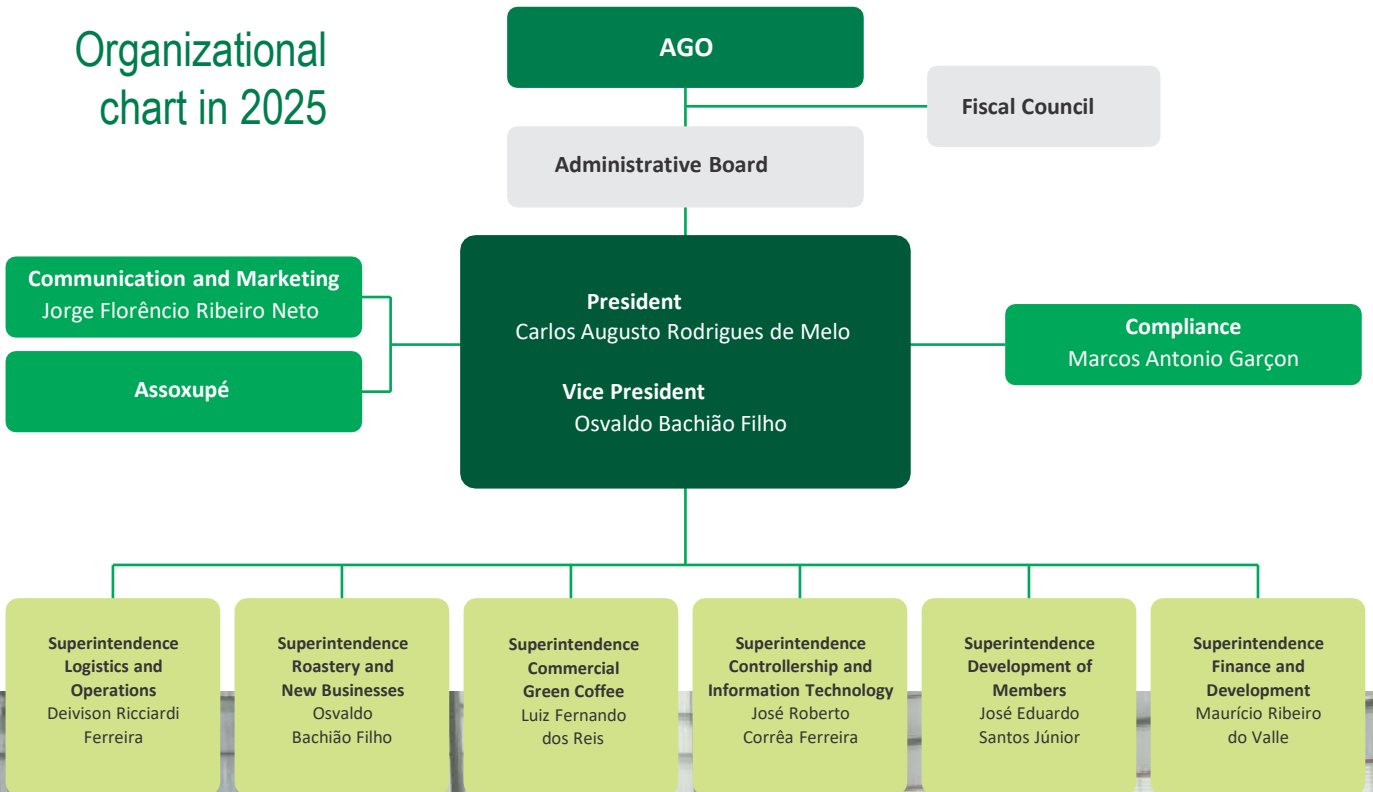 Organizational
chart in 2025
AGO
Fiscal Council
Administrative Board
Communication and Marketing
Jorge Florêncio Ribeiro Neto
Assoxupé
President
Carlos Augusto Rodrigues de Melo
Vice President
Osvaldo Bachião Filho
Compliance
Marcos Antonio Garçon
Superintendence
Logistics and
Operations
Deivison Ricciardi
Ferreira
Superintendence
Roastery and
New Businesses
Osvaldo
Bachião Filho
Superintendence
Commercial
Green Coffee
Luiz Fernando
dos Reis
Superintendence
Controllership and
Information Technology
José Roberto
Corrêa Ferreira
Superintendence
Development of
Members
José Eduardo
Santos Júnior
Superintendence
Finance and
Development
Maurício Ribeiro
do Valle